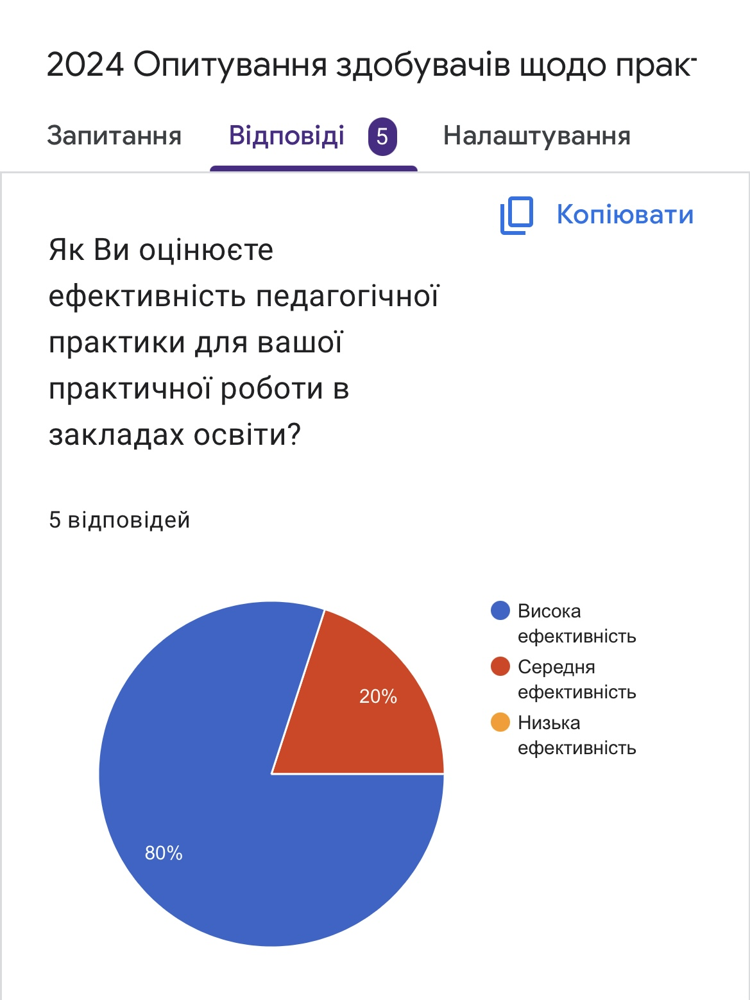 2024 Опитування здобувачів щодо
Запитання Відповіді 5 Налаштування
Копіювати
Як Ви оцінюєте
ефективність педагогічної
практики для вашої
практичної роботи в
закладах освіти?
5 відповідей
Висока
ефективність
Середня
ефективність
Низька
ефективність
20%
80%